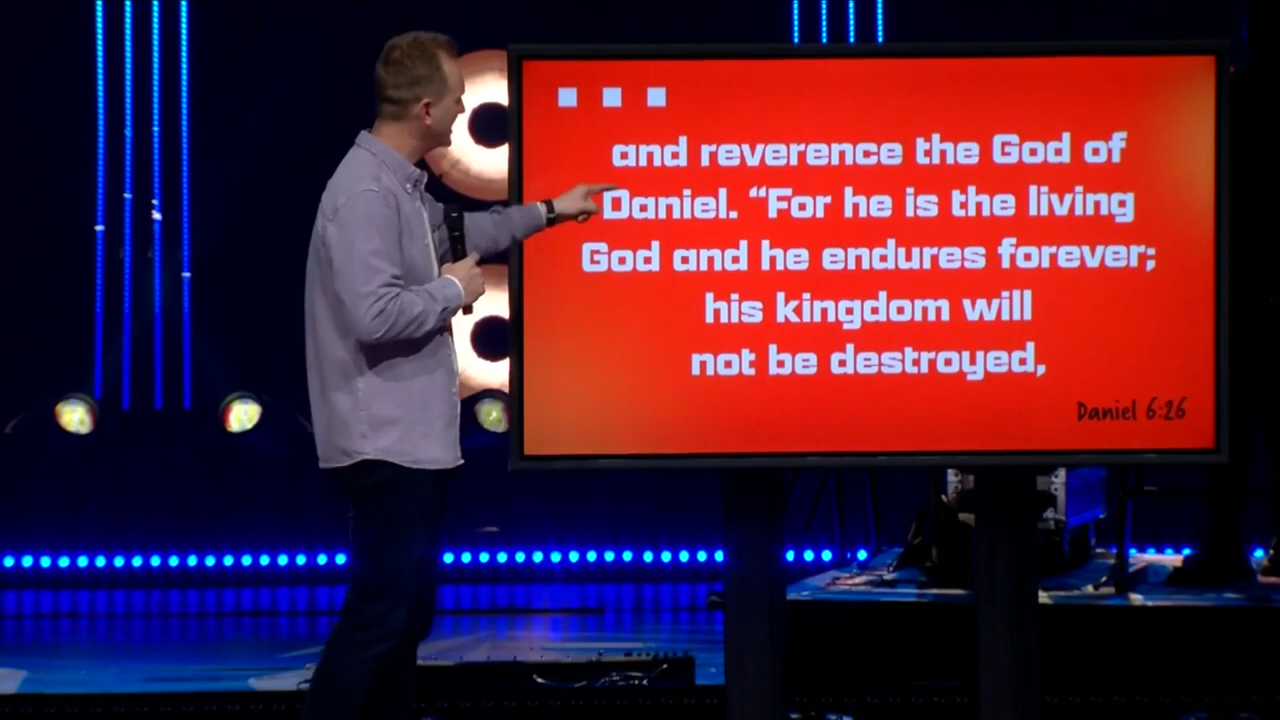 and reverence the God of
Daniel. “For he is the living
God and he endures forever;
his kingdom will
not be destroyed,
Daniel 6:26